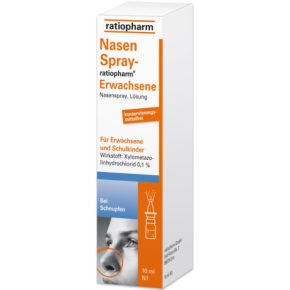 ratiopharm
Nasen
Spray-
ratiopharm®
Erwachsene
Nasenspray, Lösung
konservierungs-
mittelfrei
Für Erwachsene
und Schulkinder
Wirkstoff: Xylometazo-
linhydrochlorid 0,1 %
Bei
Schnupfen
10 ml
N1